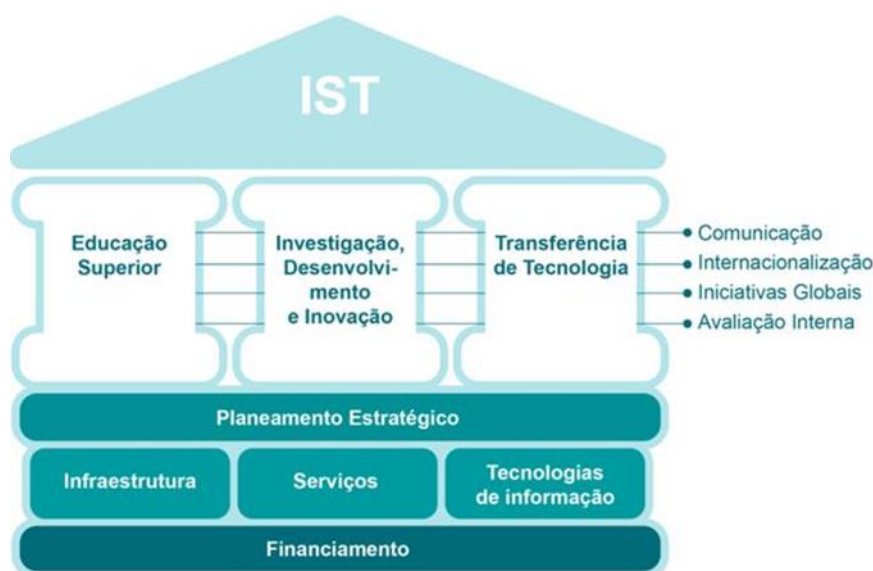 IST
Educação
Superior
Investigação,
Desenvolvi-
mento
e Inovação
Transferência
de Tecnologia
Comunicação
Internacionalização
Iniciativas Globais
Avaliação Interna
Planeamento Estratégico
Infraestrutura
Serviços
Tecnologias
de informação
Financiamento